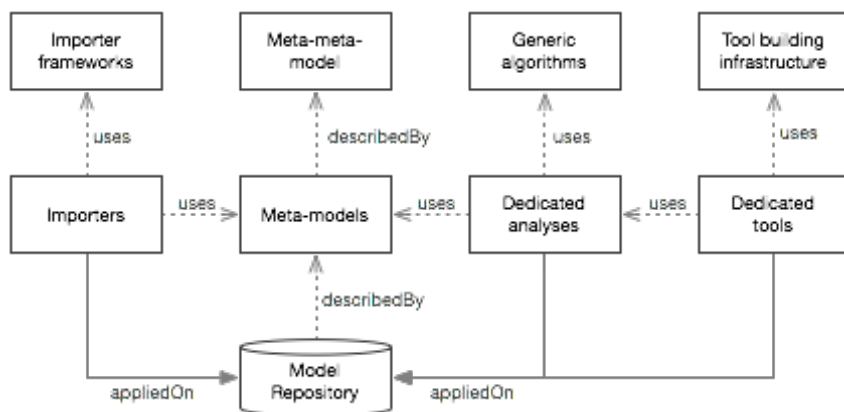 Importer
frameworks
Meta-meta-
model
Generic
algorithms
Tool building
infrastructure
uses
describedBy
uses
uses
Importers
uses
Meta-models
uses
Dedicated
analyses
uses
Dedicated
tools
describedBy
Model
Repository
appliedOn
appliedOn